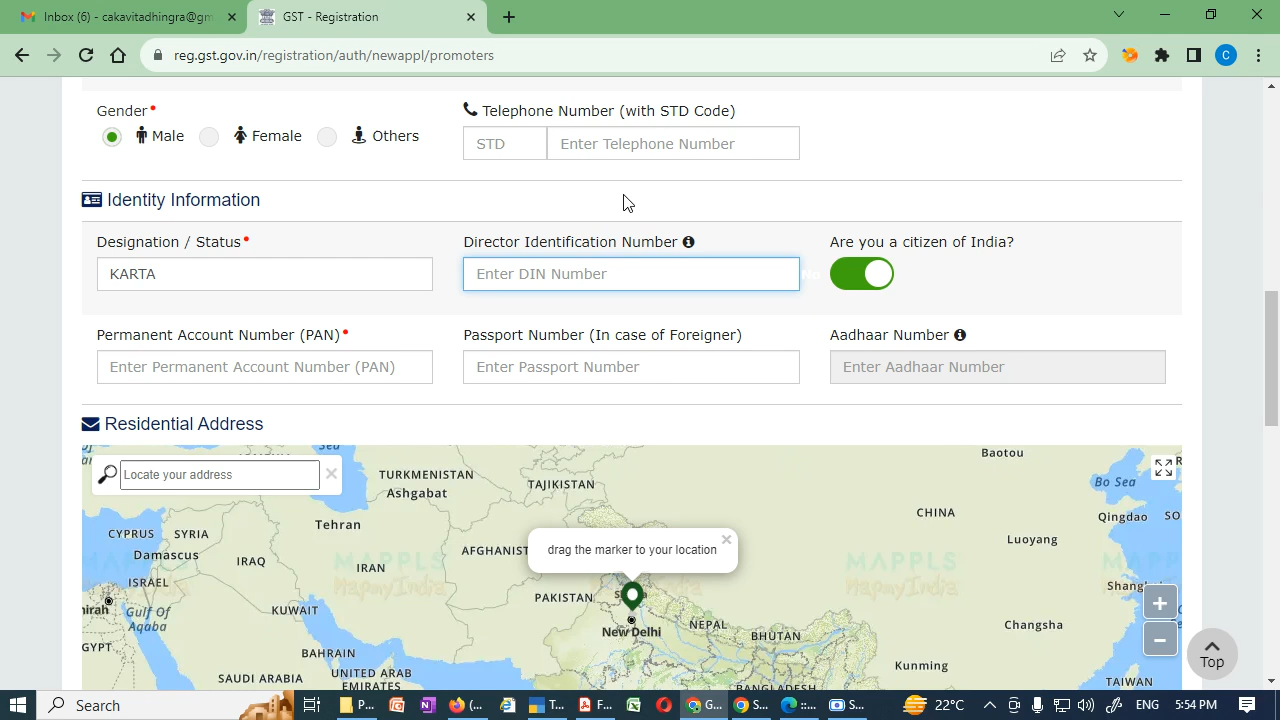 Inbox (6) - cakavitadhingra@gm
GST - Registration
reg.gst.gov.in/registration/auth/newappl/promoters
C
Gender•
Male
Female
Others
Telephone Number (with STD Code)
STD
Enter Telephone Number
Identity Information
Designation / Status•
Director Identification Number
Are you a citizen of India?
KARTA
Enter DIN Number
No
Permanent Account Number (PAN)•
Passport Number (In case of Foreigner)
Aadhaar Number
Enter Permanent Account Number (PAN)
Enter Passport Number
Enter Aadhaar Number
Residential Address
Locate your address
TURKMENISTAN
Ashgabat
TAJIKISTAN
Baotou
Bo Sea
Qingdao
SO
CHINA
Luoyang
Tehran
CYPRUS
SYRIA
Damascus
IRAQ
IRAN
AFGHANIST
drag the marker to your location
MAPPLS
MapmyIndia
MAPPLS
MapmyIndia
ISRAEL
Gulf Of
Aqaba
KUWAIT
PAKISTAN
New Delhi
NEPAL
BHUTAN
Changsha
EGYPT
BAHRAIN
SAUDI ARABIA
UNITED ARAB
EMIRATES
BANGLADESH
Kunming
TAIWAN
+
−
Top
Search
P...
(...
T...
F...
G...
S...
::...
S...
22°C
ENG
5:54 PM